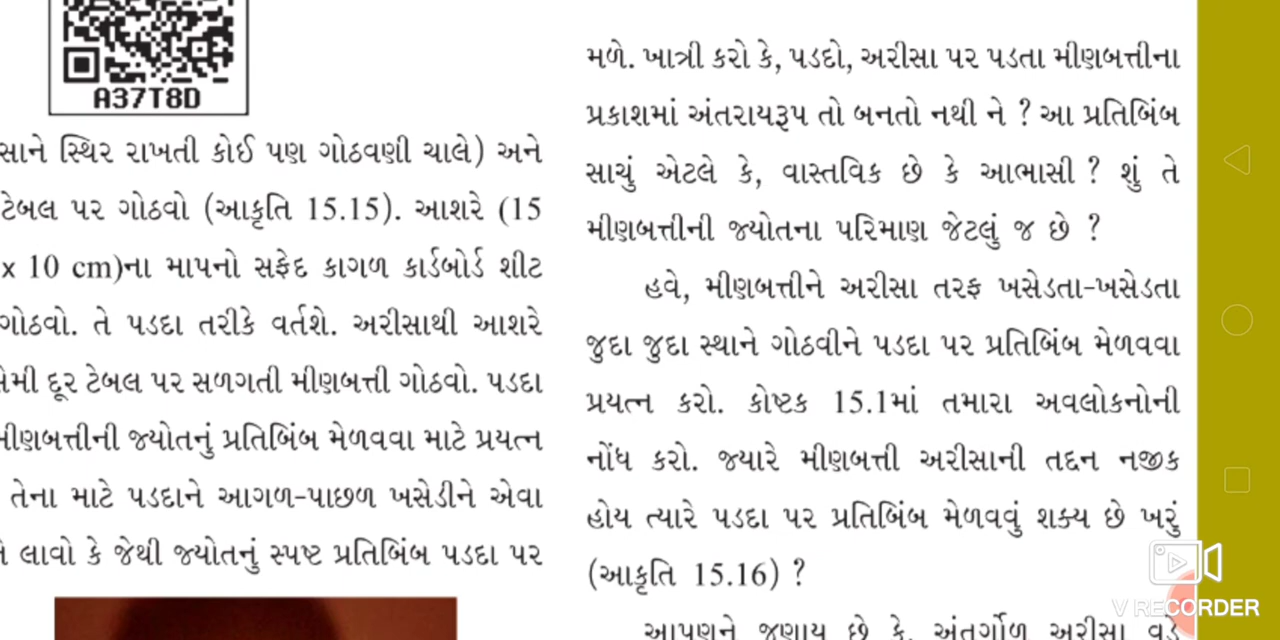 A37T8D
સાને સ્થિર રાખતી કોઈ પણ ગોઠવણી ચાલે) અને
ટેબલ પર ગોઠવો (આકૃતિ 15.15). આશરે (15
x 10 cm)ના માપનો સફેદ કાગળ કાર્ડબોર્ડ શીટ
ગોઠવો. તે પડદા તરીકે વર્તશે. અરીસાથી આશરે
દૂર ટેબલ પર સળગતી મીણબત્તી ગોઠવો. પડદા
મીણબત્તીની જ્યોતનું પ્રતિબિંબ મેળવવા માટે પ્રયત્ન
તેના માટે પડદાને આગળ-પાછળ ખસેડીને એવા
લાવો કે જેથી જ્યોતનું સ્પષ્ટ પ્રતિબિંબ પડદા પર
મળે. ખાત્રી કરો કે, પડદો, અરીસા પર પડતા મીણબત્તીના
પ્રકાશમાં અંતરાયરૂપ તો બનતો નથી ને ? આ પ્રતિબિંબ
સાચું એટલે કે, વાસ્તવિક છે કે આભાસી ? શું તે
મીણબત્તીની જ્યોતના પરિમાણ જેટલું જ છે ?
હવે, મીણબત્તીને અરીસા તરફ ખસેડતા-ખસેડતા
જુદા જુદા સ્થાને ગોઠવીને પડદા પર પ્રતિબિંબ મેળવવા
પ્રયત્ન કરો. કોષ્ટક 15.1માં તમારા અવલોકનોની
નોંધ કરો. જ્યારે મીણબત્તી અરીસાની તદ્દન નજીક
હોય ત્યારે પડદા પર પ્રતિબિંબ મેળવવું શક્ય છે ખરું
(આકૃતિ 15.16) ?
આપણને જણાય છે કે, અંતર્ગોળ અરીસા વડે
V RECORDER